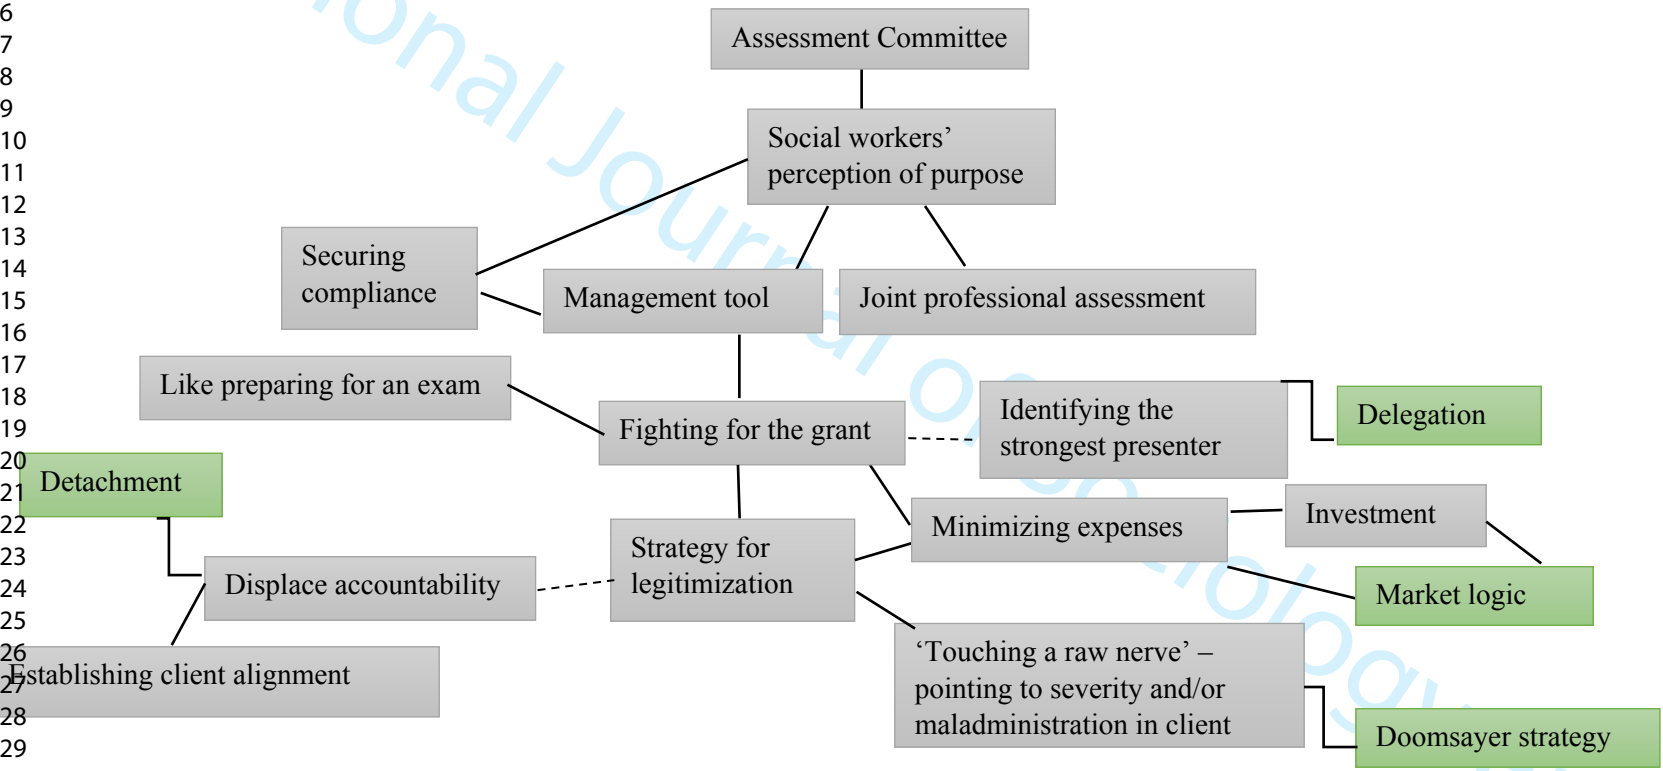 6
7
8
9
10
11
12
13
14
15
16
17
18
19
20
21
22
23
24
25
26
27
28
29
Assessment Committee
Social workers’
perception of purpose
Securing
compliance
Management tool
Joint professional assessment
Like preparing for an exam
Fighting for the grant
Identifying the
strongest presenter
Delegation
Detachment
Strategy for
legitimization
Minimizing expenses
Investment
Displace accountability
Market logic
Establishing client alignment
‘Touching a raw nerve’ –
pointing to severity and/or
maladministration in client
Doomsayer strategy
onal Journal of Sociology